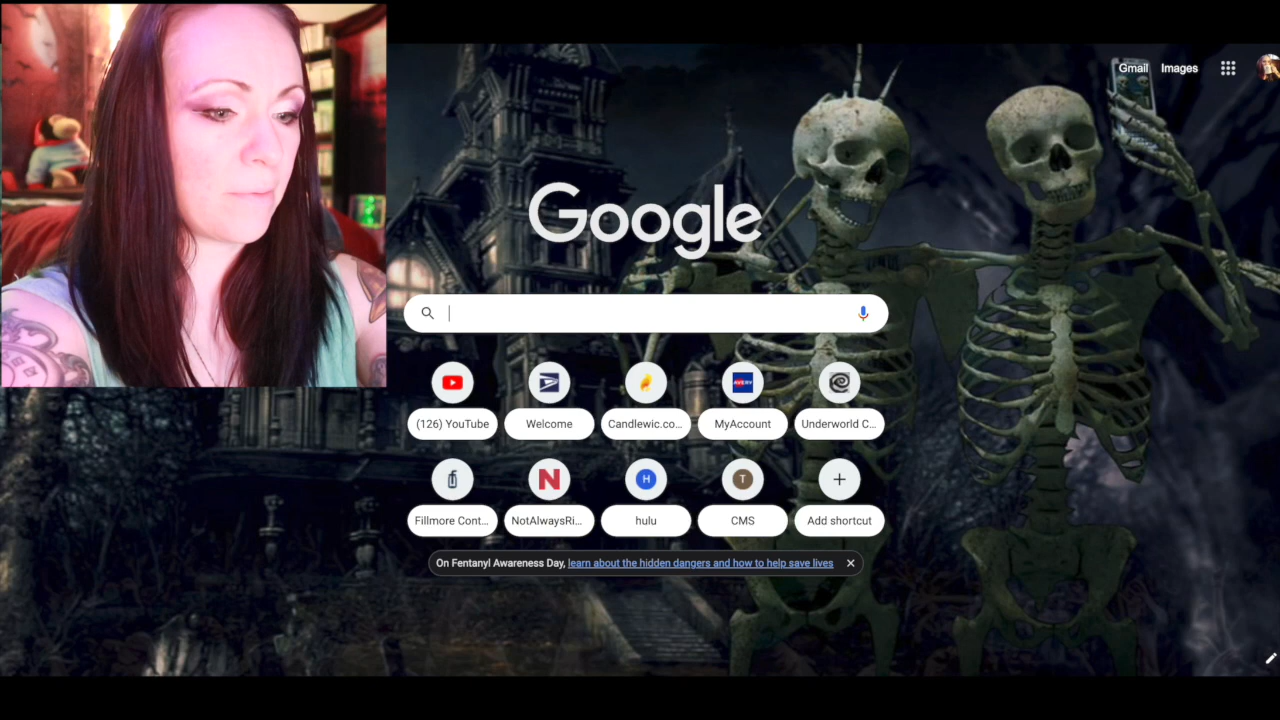 Gmail Images
Google
(126) YouTube Welcome Candlewic.co... MyAccount Underworld C...
Fillmore Cont... NotAlwaysRi... hulu CMS Add shortcut
On Fentanyl Awareness Day, learn about the hidden dangers and how to help save lives
AVERY
N
H
T